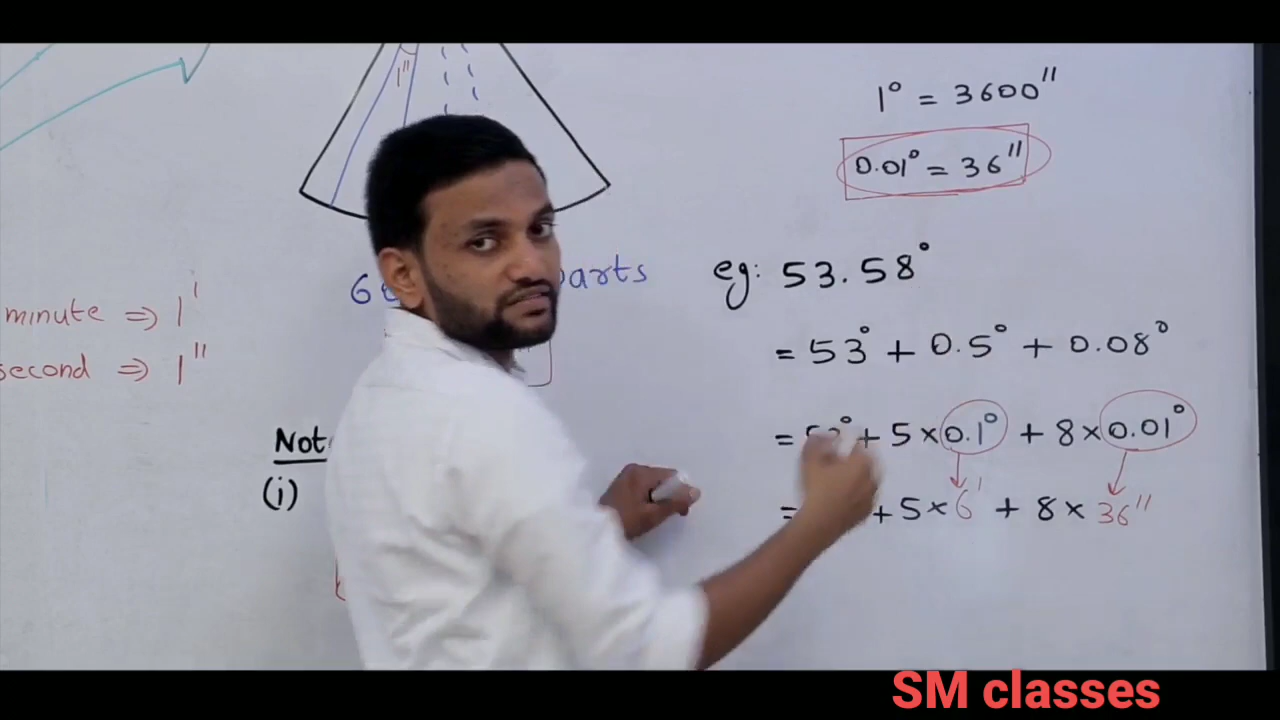 1"
1° = 3600"
0.01° = 36"
eg: 53.58°
= 53° + 0.5° + 0.08°
= + 5 × 0.1° + 8 × 0.01°
= + 5 × 6' + 8 × 36"
minute ⇒ 1'
second ⇒ 1"
(i)
SM classes